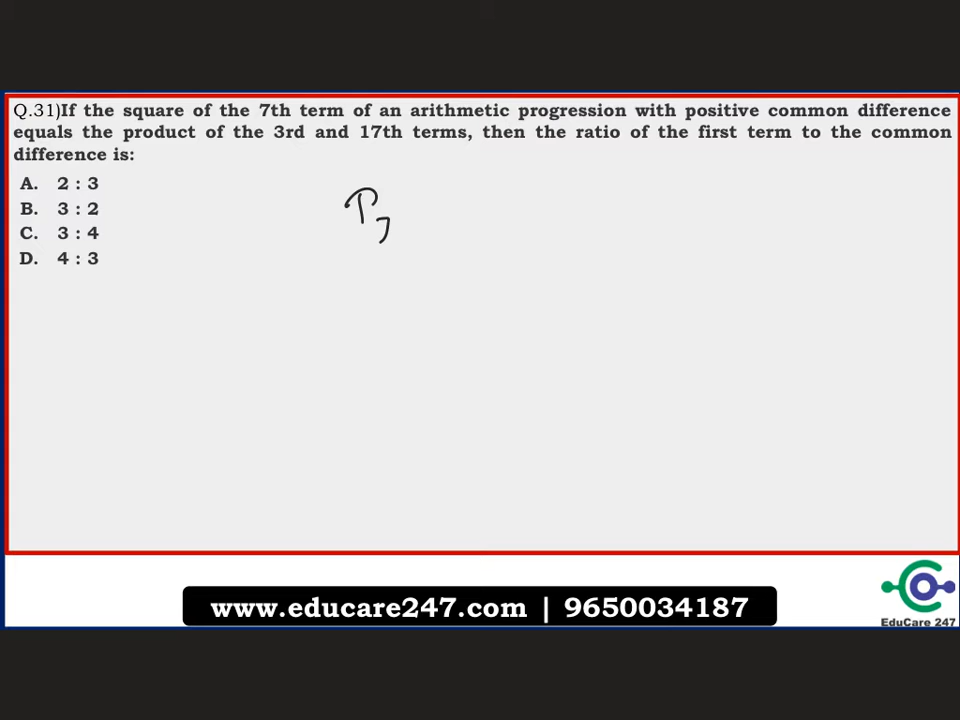 Q.31)If the square of the 7th term of an arithmetic progression with positive common difference
equals the product of the 3rd and 17th terms, then the ratio of the first term to the common
difference is:
A. 2 : 3
B. 3 : 2
C. 3 : 4
D. 4 : 3
T7
www.educare247.com | 9650034187
EduCare 247